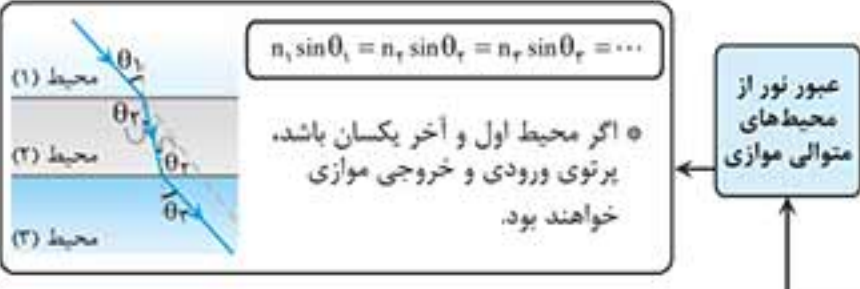 عبور نور از
محیط‌های
متوالی موازی
n₁ sinθ₁ = n₂ sinθ₂ = n₃ sinθ₃ = ···
• اگر محیط اول و آخر یکسان باشد،
پرتوی ورودی و خروجی موازی
خواهند بود.
θ₁
محیط (۱)
θ₂
محیط (۲)
θ₂
θ₃
محیط (۳)